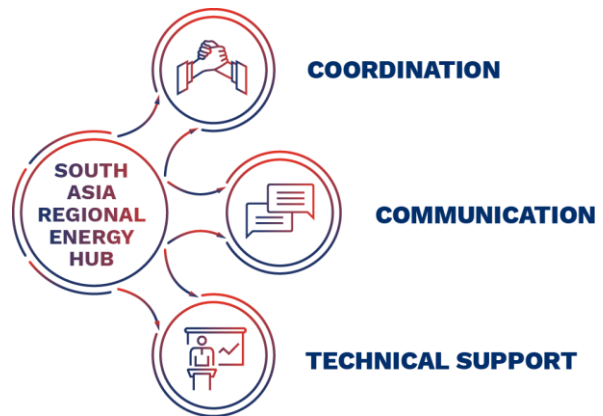 SOUTH
ASIA
REGIONAL
ENERGY
HUB
COORDINATION
COMMUNICATION
TECHNICAL SUPPORT